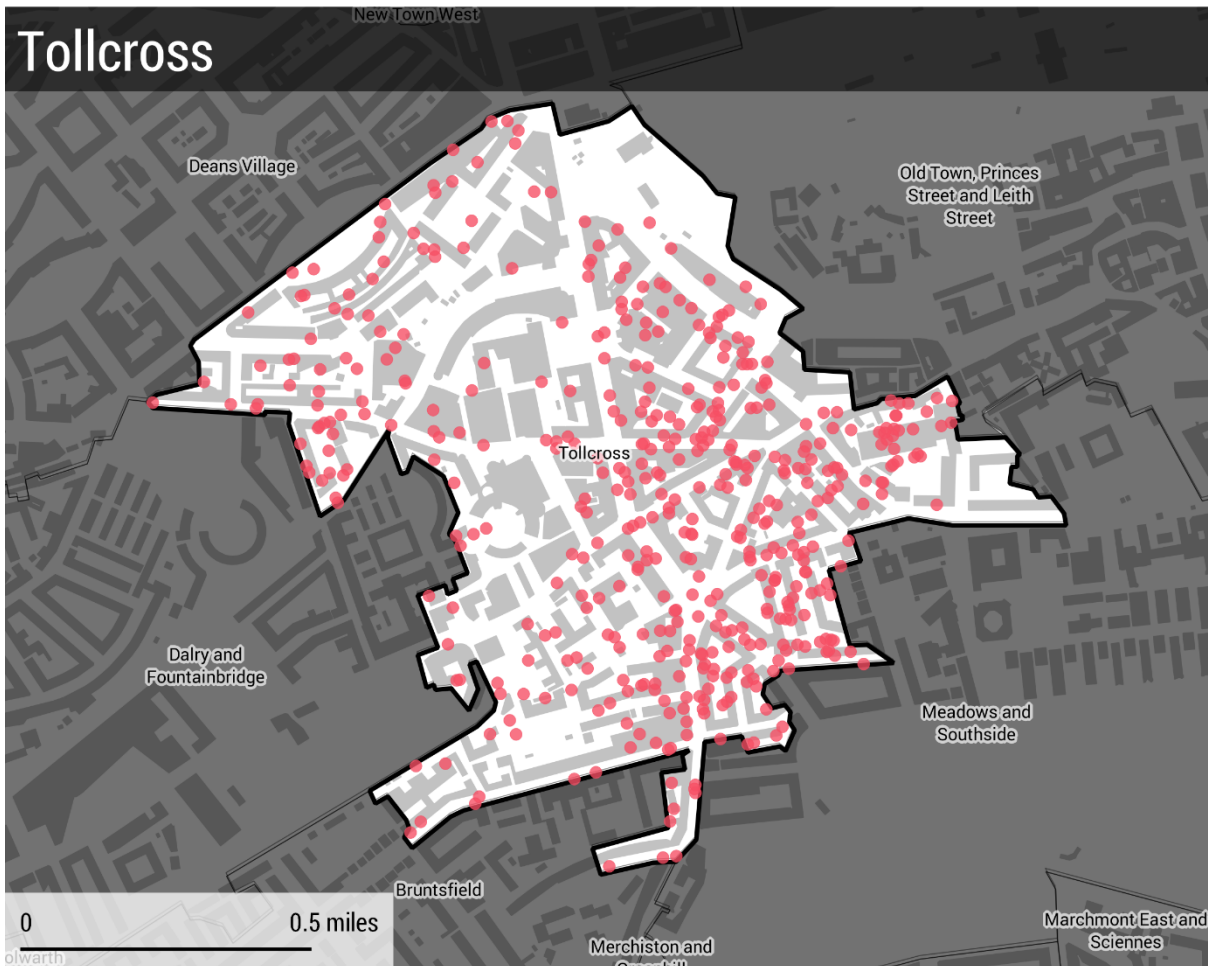 New Town West
Tollcross
Deans Village
Old Town, Princes
Street and Leith
Street
Tollcross
Dalry and
Fountainbridge
Meadows and
Southside
Bruntsfield
0
0.5 miles
Marchmont East and
Sciennes
Merchiston and